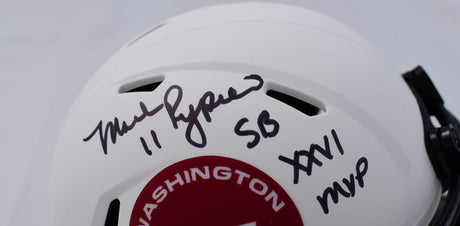 Mark Rypien
11
SB
XXVI
MVP
WASHINGTON